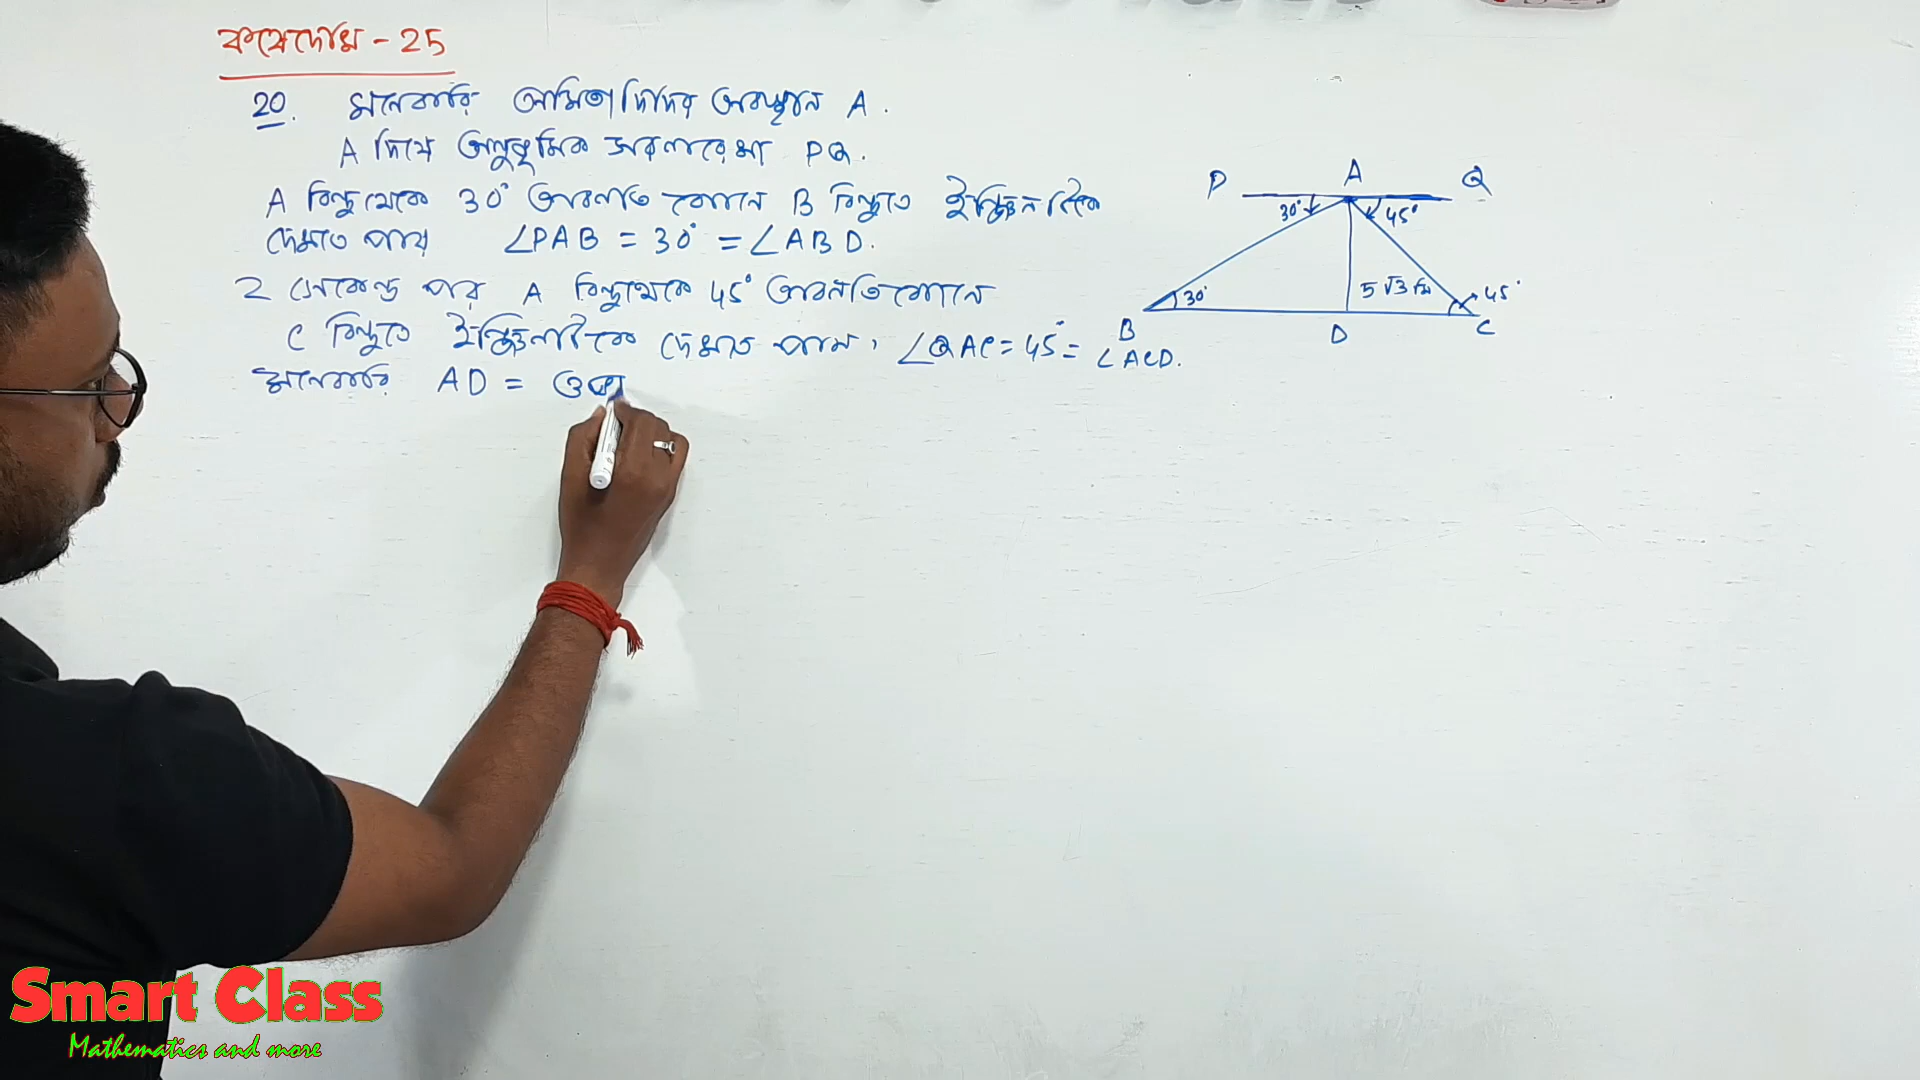 কষে দেখি - 25
20. মনেকরি অমিতাদিদির অবস্থান A.
A দিয়ে অনুভূমিক সরলরেখা PQ.
A বিন্দু থেকে 30° অবনতি কোণে B বিন্দুতে ইঞ্জিনটিকে
দেখতে পায় ∠PAB = 30° = ∠ABD.
2 সেকেন্ড পর A বিন্দু থেকে 45° অবনতি কোণে
C বিন্দুতে ইঞ্জিনটিকে দেখতে পান, ∠QAC = 45° = ∠ACD.
মনেকরি AD =
P A Q
30° 45°
30° 5√3 মি 45°
B D C
Smart Class
Mathematics and more